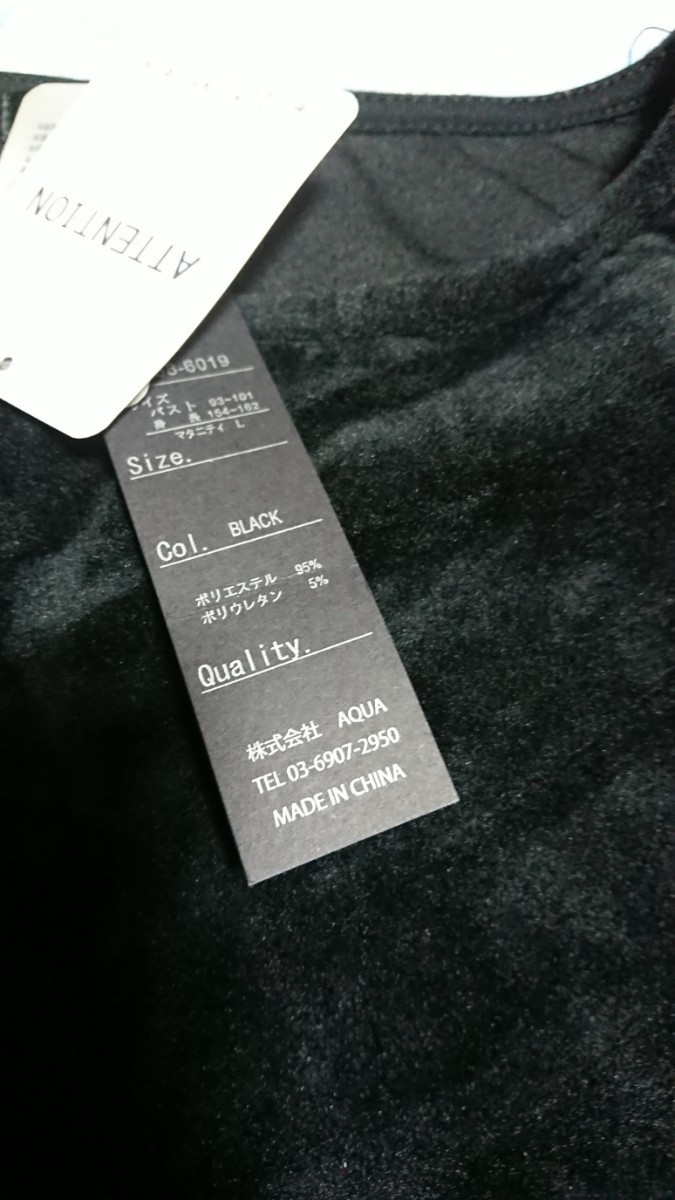 ATTENTION
3-6019
イズ
バスト 93~101
身 長 154~162
マタニティ L
Size.
Col. BLACK
ポリエステル 95%
ポリウレタン 5%
Quality.
株式会社 AQUA
TEL 03-6907-2950
MADE IN CHINA